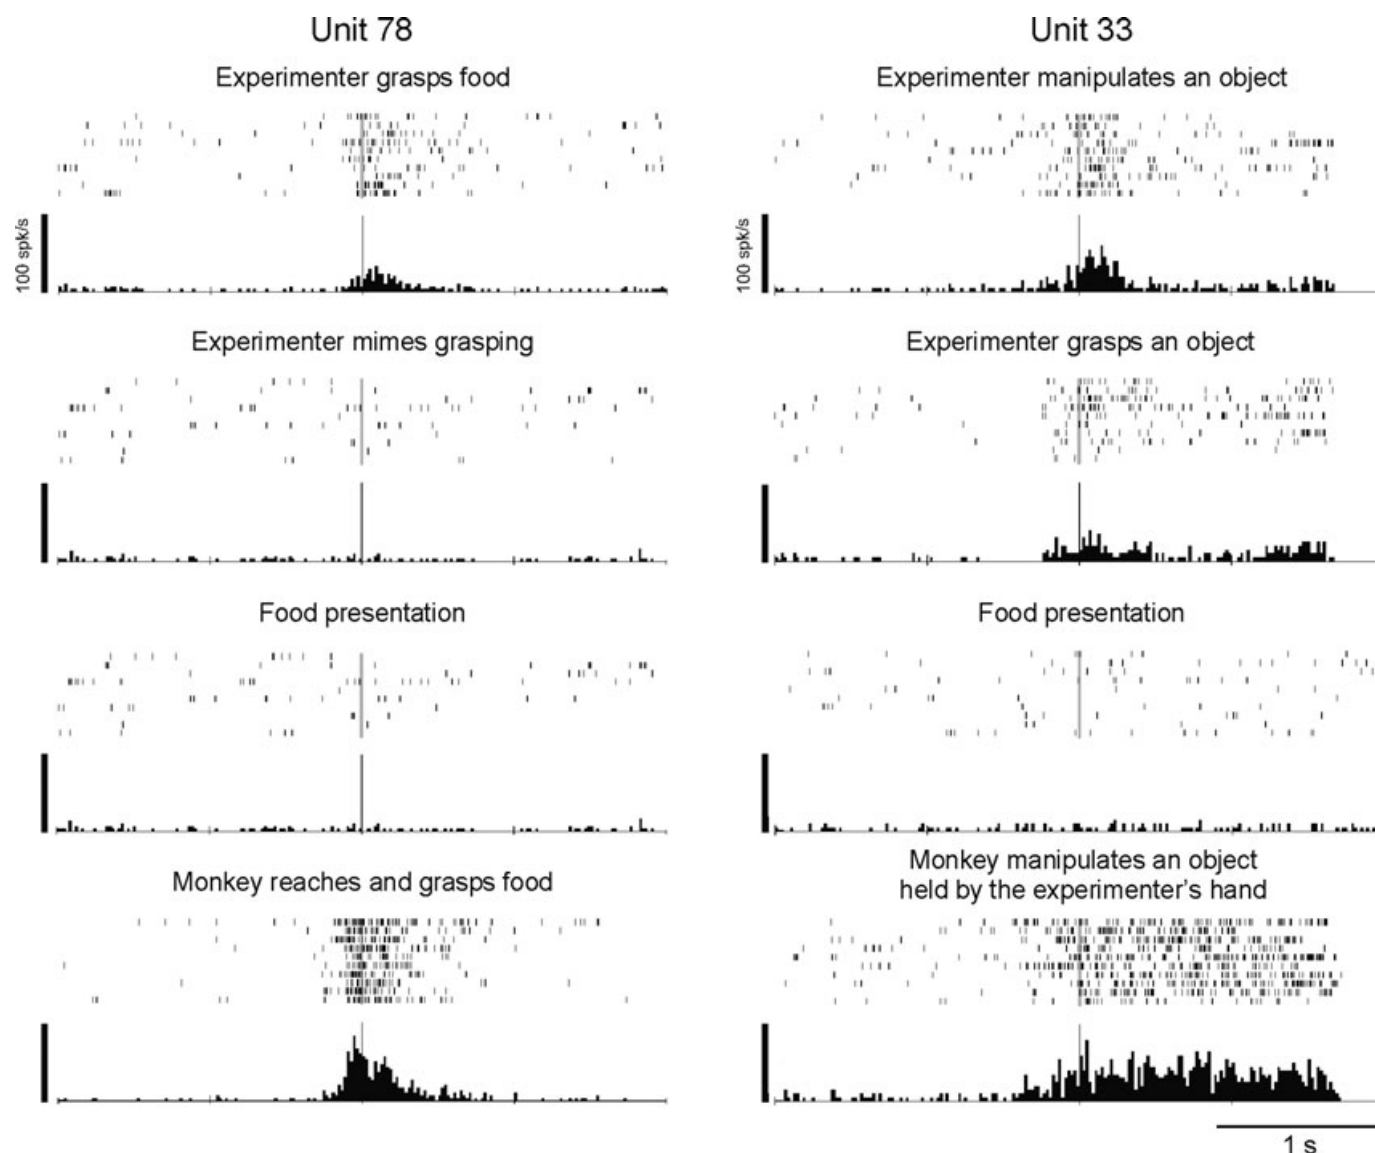 Unit 78
Experimenter grasps food
100 spk/s
Experimenter mimes grasping
Food presentation
Monkey reaches and grasps food
Unit 33
Experimenter manipulates an object
100 spk/s
Experimenter grasps an object
Food presentation
Monkey manipulates an object
held by the experimenter's hand
1 s